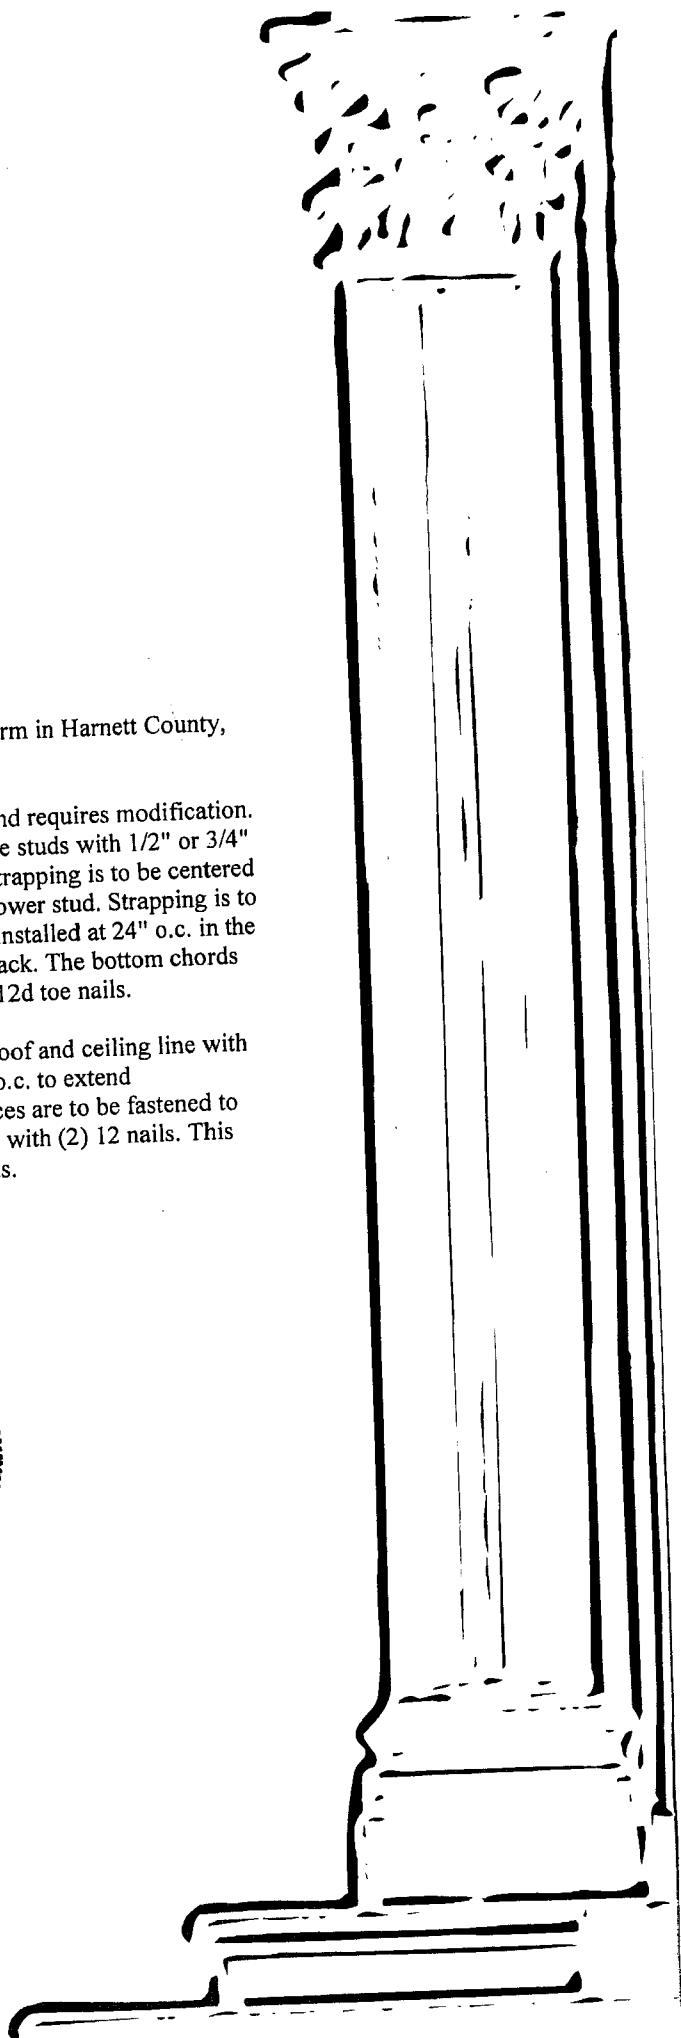 rm in Harnett County,
nd requires modification.
e studs with 1/2" or 3/4"
trapping is to be centered
ower stud. Strapping is to
nstalled at 24" o.c. in the
ack. The bottom chords
12d toe nails.
oof and ceiling line with
o.c. to extend
ces are to be fastened to
with (2) 12 nails. This
s.